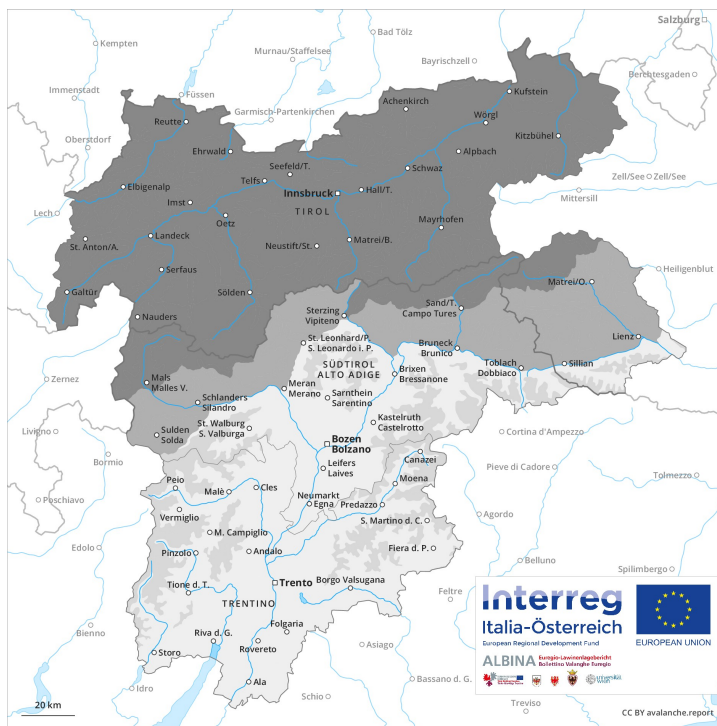 Salzburg
Kempten
Bad Tölz
Murnau/Staffelsee
Bayrischzell
Berchtesgaden
Immenstadt
Füssen
Garmisch-Partenkirchen
Achenkirch
Kufstein
Reutte
Wörgl
Oberstdorf
Ehrwald
Kitzbühel
Alpbach
Seefeld/T.
Schwaz
Telfs
Zell/See
Zell/See
Elbigenalp
Innsbruck
Hall/T.
Mittersill
Imst
TIROL
Lech
Oetz
Mayrhofen
St. Anton/A.
Landeck
Neustift/St.
Matrei/B.
Serfaus
Heiligenblut
Galtür
Sölden
Matrei/O.
Nauders
Sterzing
Vipiteno
Sand/T.
Campo Tures
St. Leonhard/P.
S. Leonardo i. P.
Lienz
Bruneck
Brunico
SÜDTIROL
ALTO ADIGE
Toblach
Dobbiaco
Sillian
Zernez
Mals
Malles V.
Meran
Merano
Brixen
Bressanone
Schlanders
Silandro
Sarnthein
Sarentino
St. Walburg
S. Valburga
Kastelruth
Castelrotto
Livigno
Sulden
Solda
Bozen
Bolzano
Cortina d'Ampezzo
Bormio
Canazei
Leifers
Laives
Pieve di Cadore
Peio
Moena
Tolmezzo
Malè
Cles
Neumarkt
Egna
Predazzo
Poschiavo
Vermiglio
Agordo
S. Martino d. C.
M. Campiglio
Edolo
Pinzolo
Andalo
Fiera d. P.
Belluno
Spilimbergo
Tione d. T.
Trento
Borgo Valsugana
Feltre
TRENTINO
Folgaria
Bienno
Riva d. G.
Rovereto
Storo
Asiago
Bassano d. G.
Idro
Ala
Schio
Treviso
20 km
Interreg
Italia-Österreich
European Regional Development Fund
EUROPEAN UNION
ALBINA
Euregio-Lawinenlagebericht
Bollettino Valanghe Euregio
universität
wien
CC BY avalanche.report